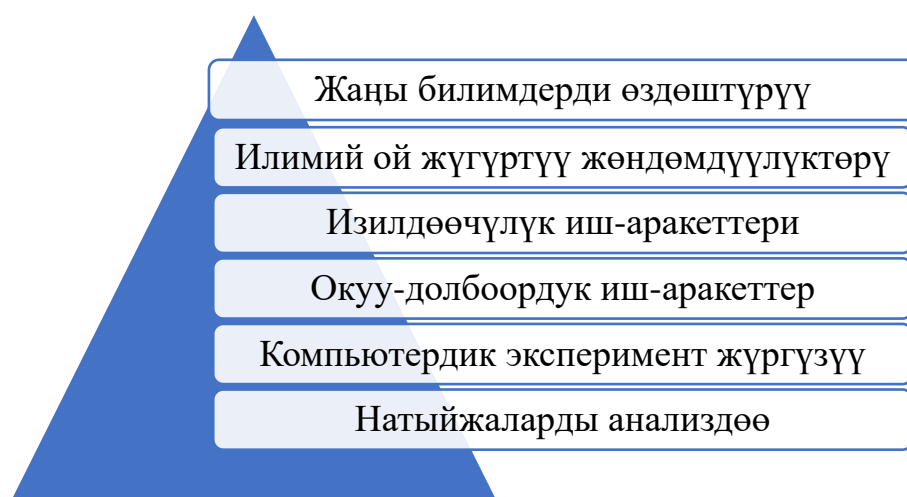 Жаңы билимдерди өздөштүрүү
Илимий ой жүгүртүү жөндөмдүүлүктөрү
Изилдөөчүлүк иш-аракеттери
Окуу-долбоордук иш-аракеттер
Компьютердик эксперимент жүргүзүү
Натыйжаларды анализдөө